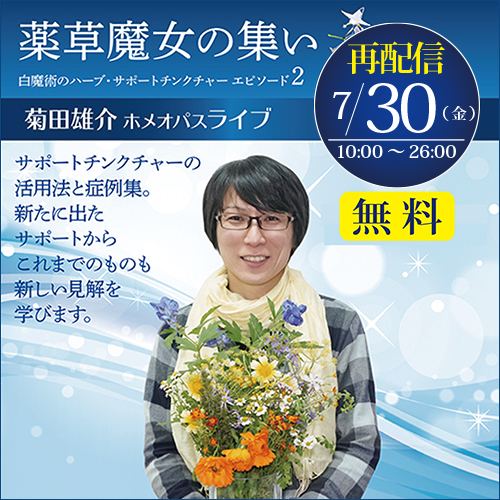 薬草魔女の集い
白魔術のハーブ・サポートチンクチャー エピソード2
菊田雄介 ホメオパスライブ
再配信
7/30(金)
10:00～26:00
無料
サポートチンクチャーの
活用法と症例集。
新たに出た
サポートから
これまでのものも
新しい見解を
学びます。